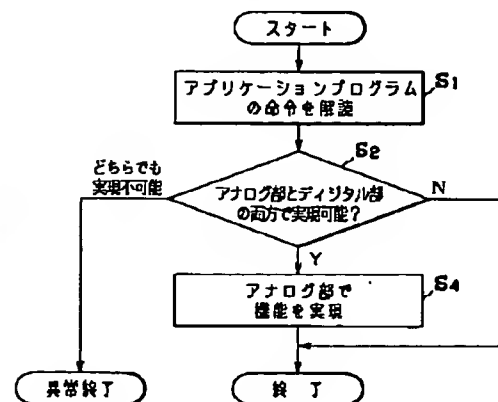 スタート
アプリケーションプログラム
の命令を解読
S1
S2
どちらでも
実現不可能
アナログ部とディジタル部
の両方で実現可能？
N
Y
アナログ部で
機能を実現
S4
異常終了
終 了